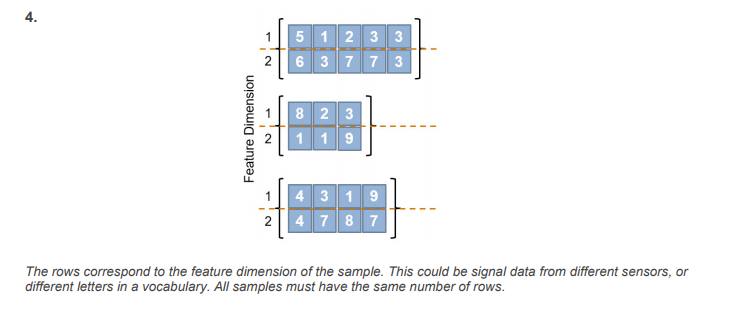 4.
1 5 1 2 3 3
2 6 3 7 7 3
Feature Dimension
1 8 2 3
2 1 1 9
1 4 3 1 9
2 4 7 8 7
The rows correspond to the feature dimension of the sample. This could be signal data from different sensors, or
different letters in a vocabulary. All samples must have the same number of rows.